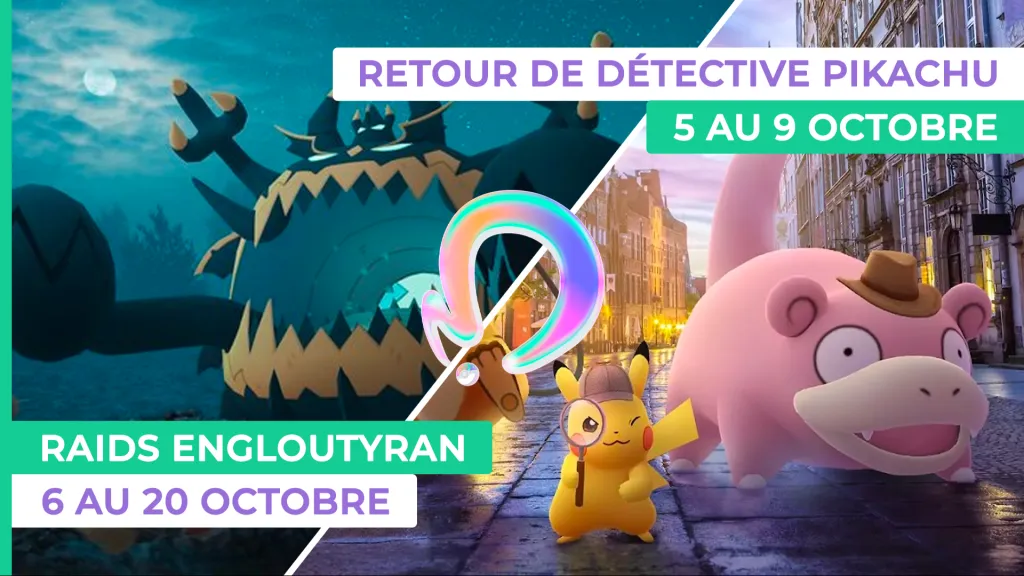 RETOUR DE DÉTECTIVE PIKACHU
5 AU 9 OCTOBRE
RAIDS ENGLOUTYRAN
6 AU 20 OCTOBRE